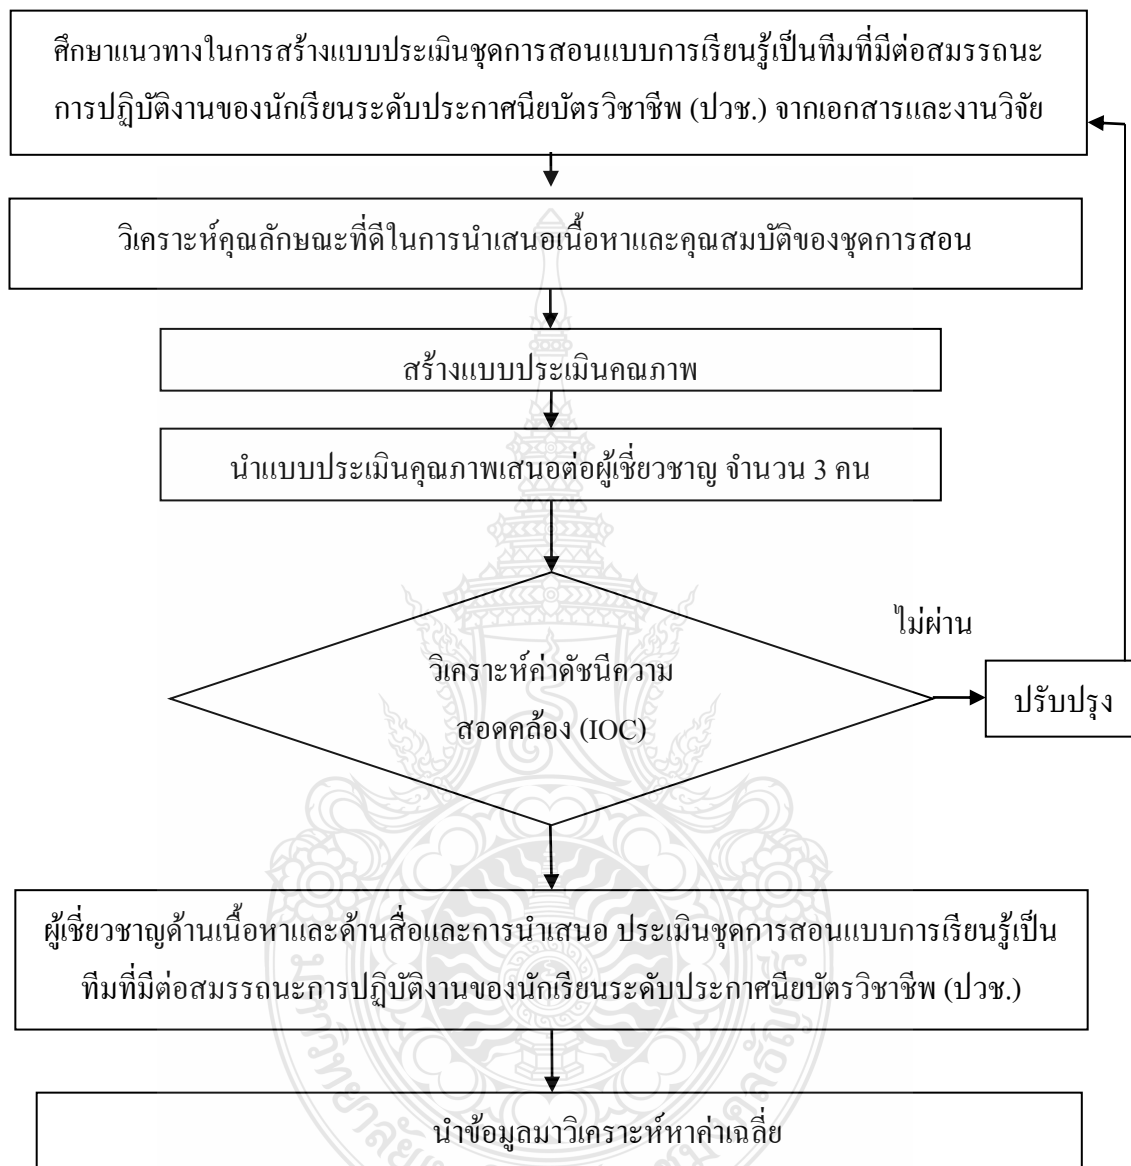 ศึกษาแนวทางในการสร้างแบบประเมินชุดการสอนแบบการเรียนรู้เป็นทีมที่มีต่อสมรรถนะ
การปฏิบัติงานของนักเรียนระดับประกาศนียบัตรวิชาชีพ (ปวช.) จากเอกสารและงานวิจัย
วิเคราะห์คุณลักษณะที่ดีในการนำเสนอเนื้อหาและคุณสมบัติของชุดการสอน
สร้างแบบประเมินคณภาพ
นำแบบประเมินคุณภาพเสนอต่อผู้เชี่ยวชาญ จำนวน 3 คน
ไม่ผ่าน
วิเคราะห์ค่าดัชนีความ
สอดคล้อง (IOC)
ปรับปรุง
ผู้เชี่ยวชาญด้านเนื้อหาและด้านสื่อและการนำเสนอ ประเมินชุดการสอนแบบการเรียนรู้เป็น
ทีมที่มีต่อสมรรถนะการปฏิบัติงานของนักเรียนระดับประกาศนียบัตรวิชาชีพ (ปวช.)
นำข้อมูลมาวิเคราะห์หาค่าเฉลี่ย